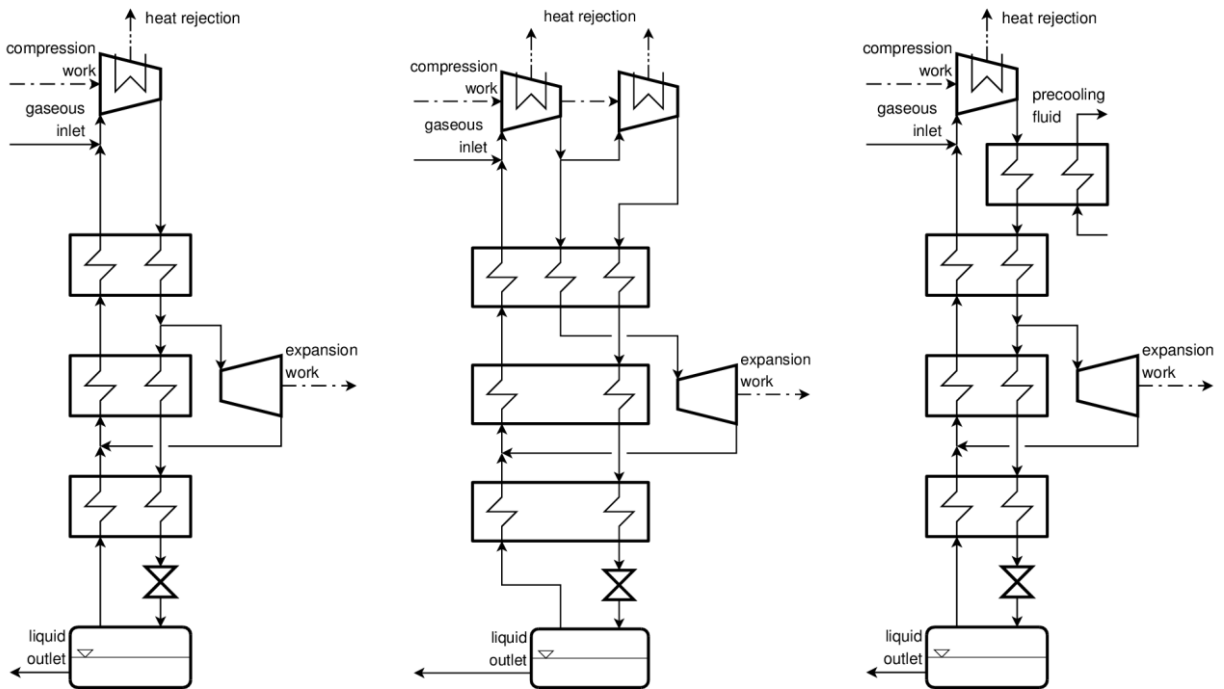 heat rejection
compression
work
gaseous
inlet
expansion
work
liquid
outlet
heat rejection
compression
work
gaseous
inlet
expansion
work
liquid
outlet
heat rejection
compression
work
gaseous
inlet
precooling
fluid
expansion
work
liquid
outlet